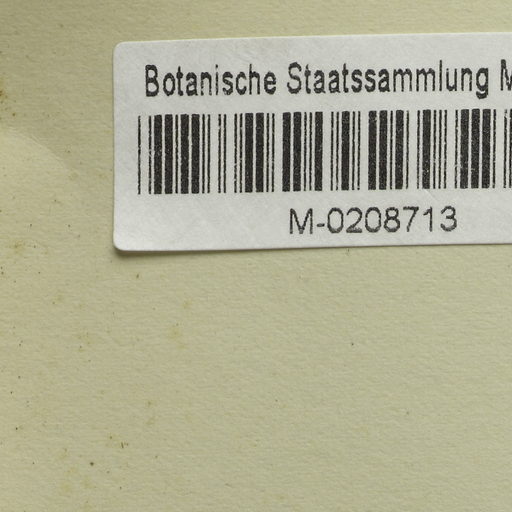 Botanische Staatssammlung M
M-0208713